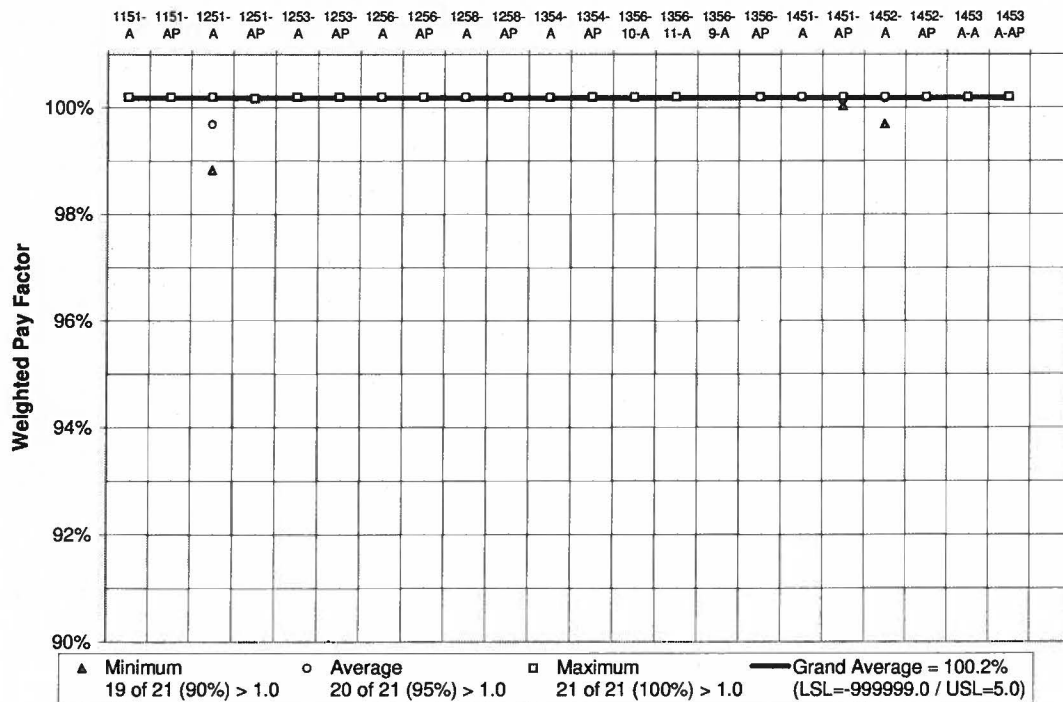 1151- 1151- 1251- 1251- 1253- 1253- 1256- 1256- 1258- 1258- 1354- 1354- 1356- 1356- 1356- 1356- 1451- 1451- 1452- 1452- 1453 1453
A AP A AP A AP A AP A AP A AP 10-A 11-A 9-A AP A AP A AP A-A A-AP
100%
98%
96%
94%
92%
90%
Weighted Pay Factor
Minimum Average Maximum Grand Average = 100.2%
19 of 21 (90%) > 1.0 20 of 21 (95%) > 1.0 21 of 21 (100%) > 1.0 (LSL=-999999.0 / USL=5.0)